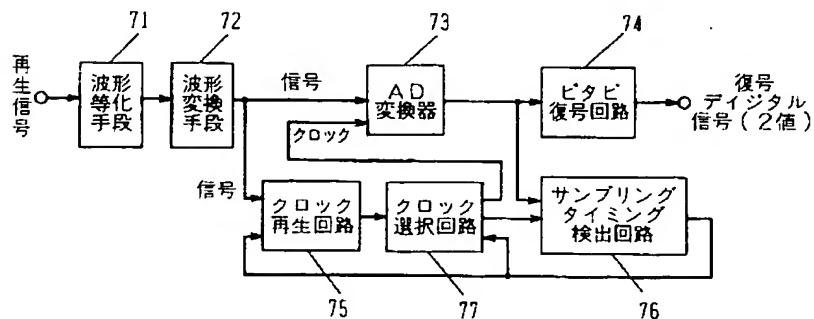 71
72
73
74
再生信号
波形
等化
手段
波形
変換
手段
信号
AD
変換器
ビタビ
復号回路
復号
ディジタル
信号(2値)
クロック
信号
クロック
再生回路
クロック
選択回路
サンプリング
タイミング
検出回路
75
77
76